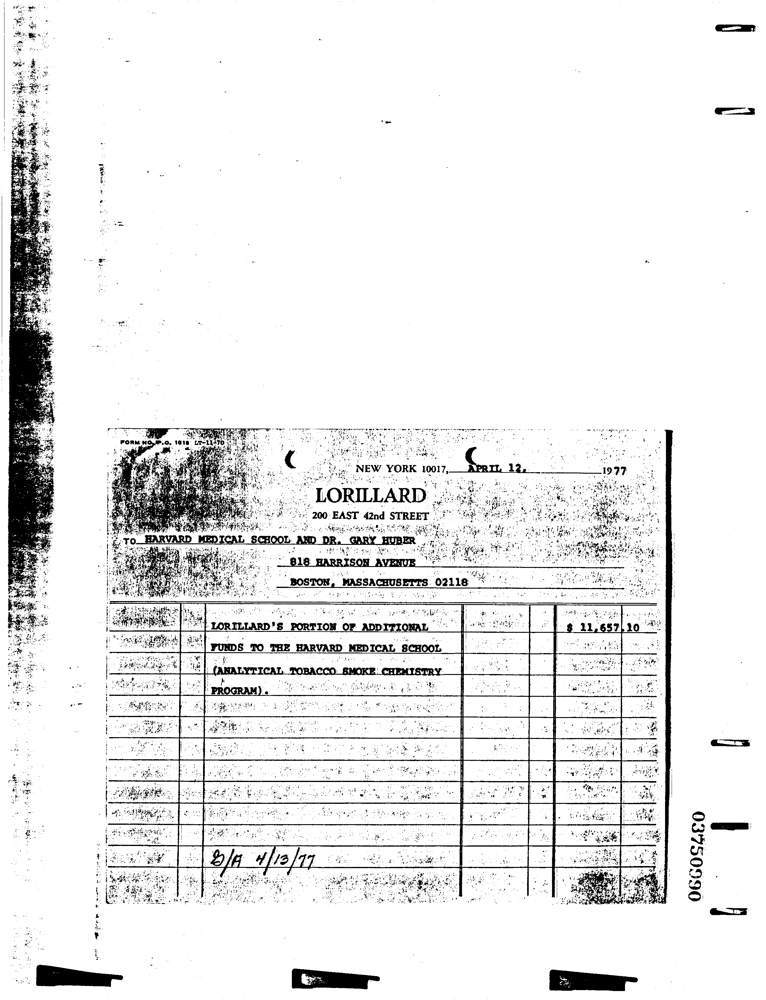 FORM NO. P.O. 1018 LT-11-70
NEW YORK 10017, APRIL 12, 1977
LORILLARD
200 EAST 42nd STREET
TO HARVARD MEDICAL SCHOOL AND DR. GARY HUBER
818 HARRISON AVENUE
BOSTON, MASSACHUSETTS 02118
LORILLARD'S PORTION OF ADDITIONAL $ 11,657.10
FUNDS TO THE HARVARD MEDICAL SCHOOL
(ANALYTICAL TOBACCO SMOKE CHEMISTRY
PROGRAM).
4/13/77
03750990